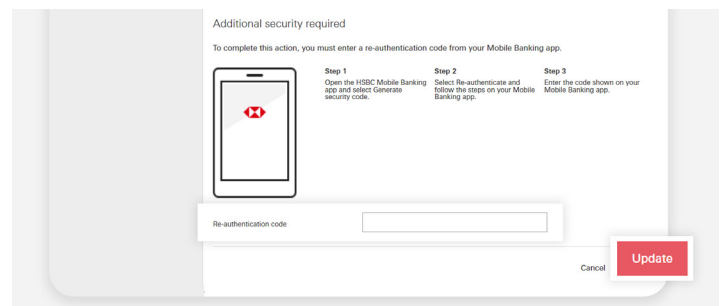 Additional security required
To complete this action, you must enter a re-authentication code from your Mobile Banking app.
Step 1
Open the HSBC Mobile Banking
app and select Generate
security code.
Step 2
Select Re-authenticate and
follow the steps on your Mobile
Banking app.
Step 3
Enter the code shown on your
Mobile Banking app.
Re-authentication code
Cancel
Update